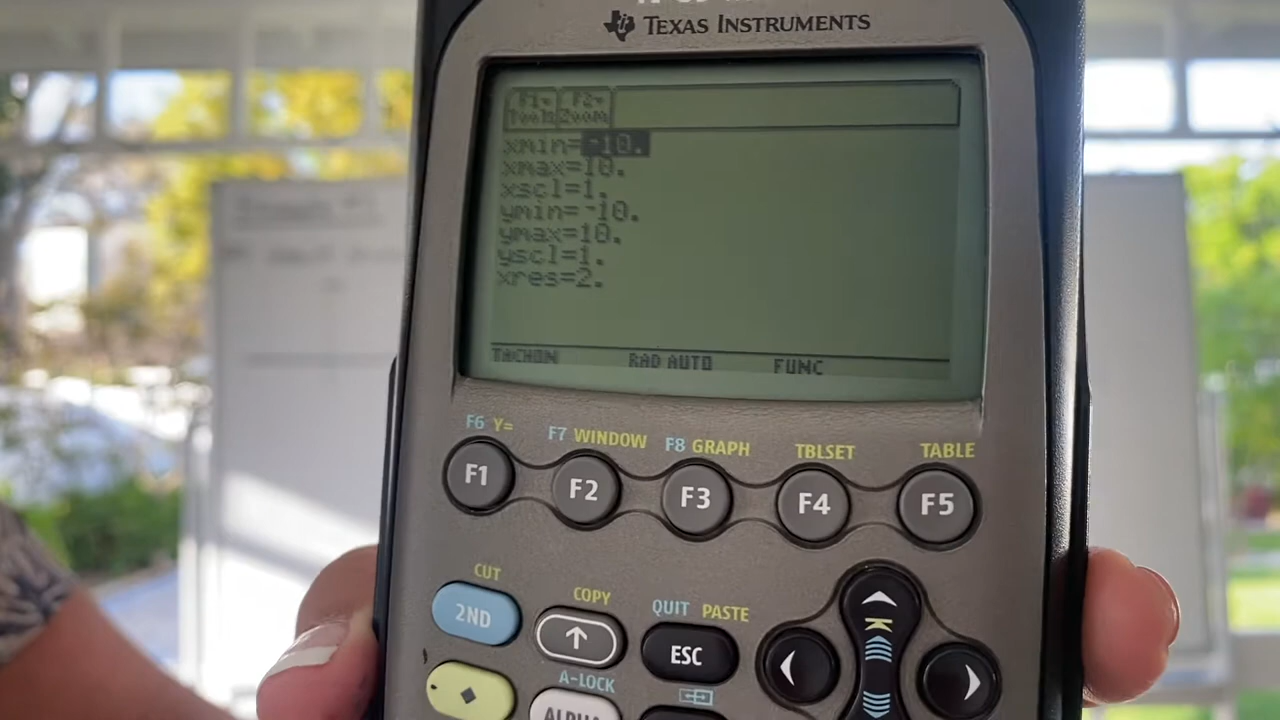 TEXAS INSTRUMENTS
F1 F2
Tools Zoom
xmin=-10.
xmax=10.
xscl=1.
ymin=-10.
ymax=10.
yscl=1.
xres=2.
RAD AUTO FUNC
F6 Y= F7 WINDOW F8 GRAPH TBLSET TABLE
F1 F2 F3 F4 F5
CUT COPY QUIT PASTE
2ND ↑ ESC
A-LOCK
ALPHA